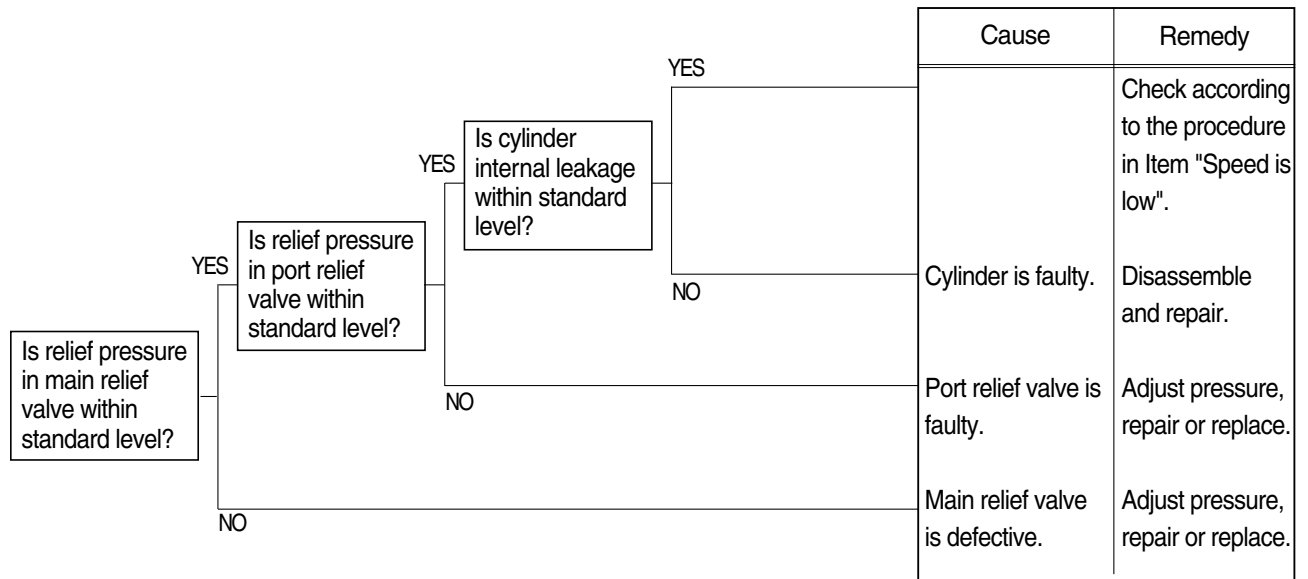 Cause
Remedy
YES
Check according
to the procedure
in Item "Speed is
low".
Is cylinder
internal leakage
within standard
level?
YES
NO
Cylinder is faulty.
Disassemble
and repair.
Is relief pressure
in port relief
valve within
standard level?
YES
NO
Port relief valve is
faulty.
Adjust pressure,
repair or replace.
Is relief pressure
in main relief
valve within
standard level?
NO
Main relief valve
is defective.
Adjust pressure,
repair or replace.